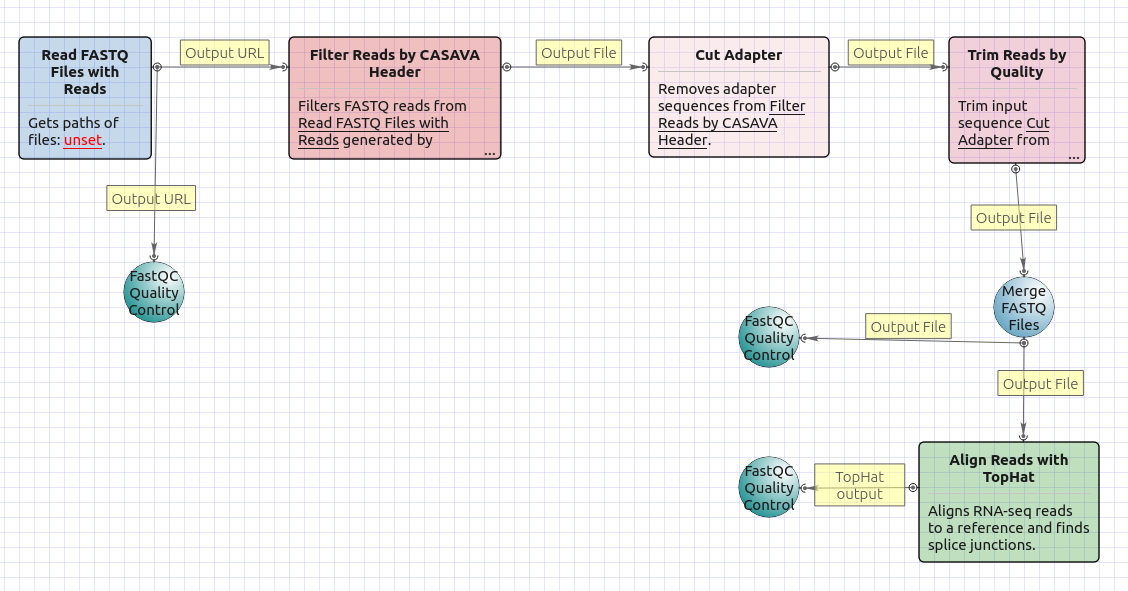 Read FASTQ
Files with
Reads
Gets paths of
files: unset.
Output URL
Filter Reads by CASAVA
Header
Filters FASTQ reads from
Read FASTQ Files with
Reads generated by
...
Output File
Cut Adapter
Removes adapter
sequences from Filter
Reads by CASAVA
Header.
Output File
Trim Reads by
Quality
Trim input
sequence Cut
Adapter from
...
Output URL
FastQC
Quality
Control
Output File
Merge
FASTQ
Files
Output File
FastQC
Quality
Control
Output File
Align Reads with
TopHat
Aligns RNA-seq reads
to a reference and finds
splice junctions.
TopHat
output
FastQC
Quality
Control